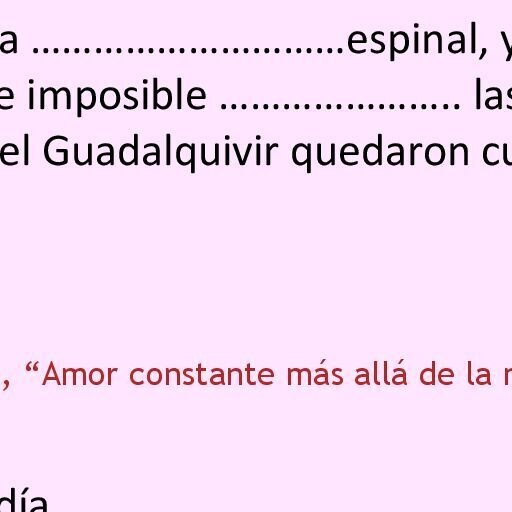 a ……………………………espinal, y
e imposible ………………….. las
el Guadalquivir quedaron cu
, “Amor constante más allá de la
día